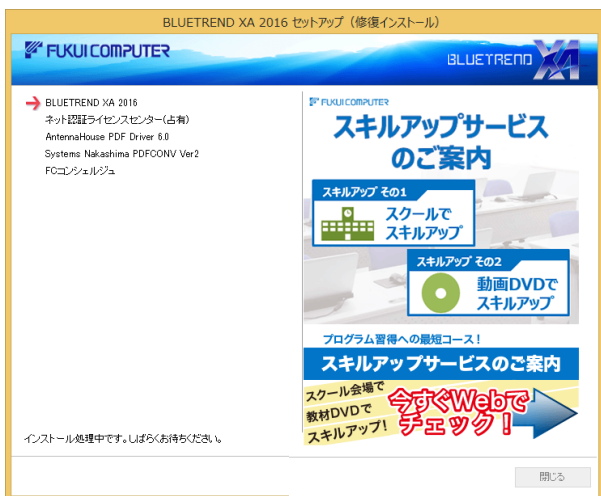 BLUETREND XA 2016 セットアップ（修復インストール）
FUKUI COMPUTER
BLUETREND XA
BLUETREND XA 2016
ネット認証ライセンスセンター(占有)
AntennaHouse PDF Driver 6.0
Systems Nakashima PDFCONV Ver2
FCコンシェルジュ
FUKUI COMPUTER
スキルアップサービス
のご案内
スキルアップ その1
スクールで
スキルアップ
スキルアップ その2
動画DVDで
スキルアップ
プログラム習得への最短コース！
スキルアップサービスのご案内
スクール会場で
教材DVDで
スキルアップ!
今すぐWebで
チェック！
インストール処理中です。しばらくお待ちください。
閉じる